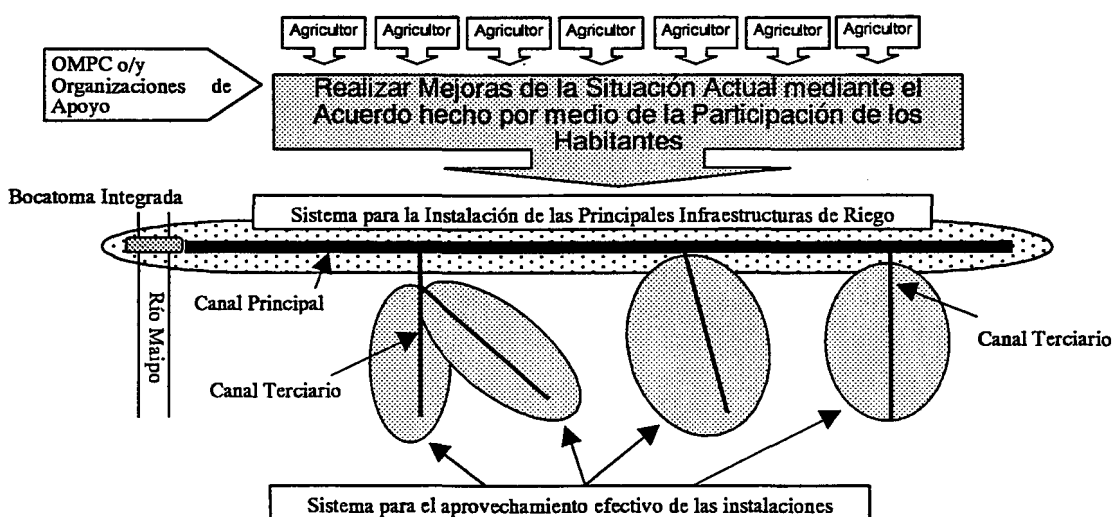 Agricultor Agricultor Agricultor Agricultor Agricultor Agricultor Agricultor
OMPC o/y
Organizaciones de
Apoyo
Realizar Mejoras de la Situación Actual mediante el
Acuerdo hecho por medio de la Participación de los
Habitantes
Bocatoma Integrada
Sistema para la Instalación de las Principales Infraestructuras de Riego
Canal Principal
Río Maipo
Canal Terciario
Canal Terciario
Sistema para el aprovechamiento efectivo de las instalaciones